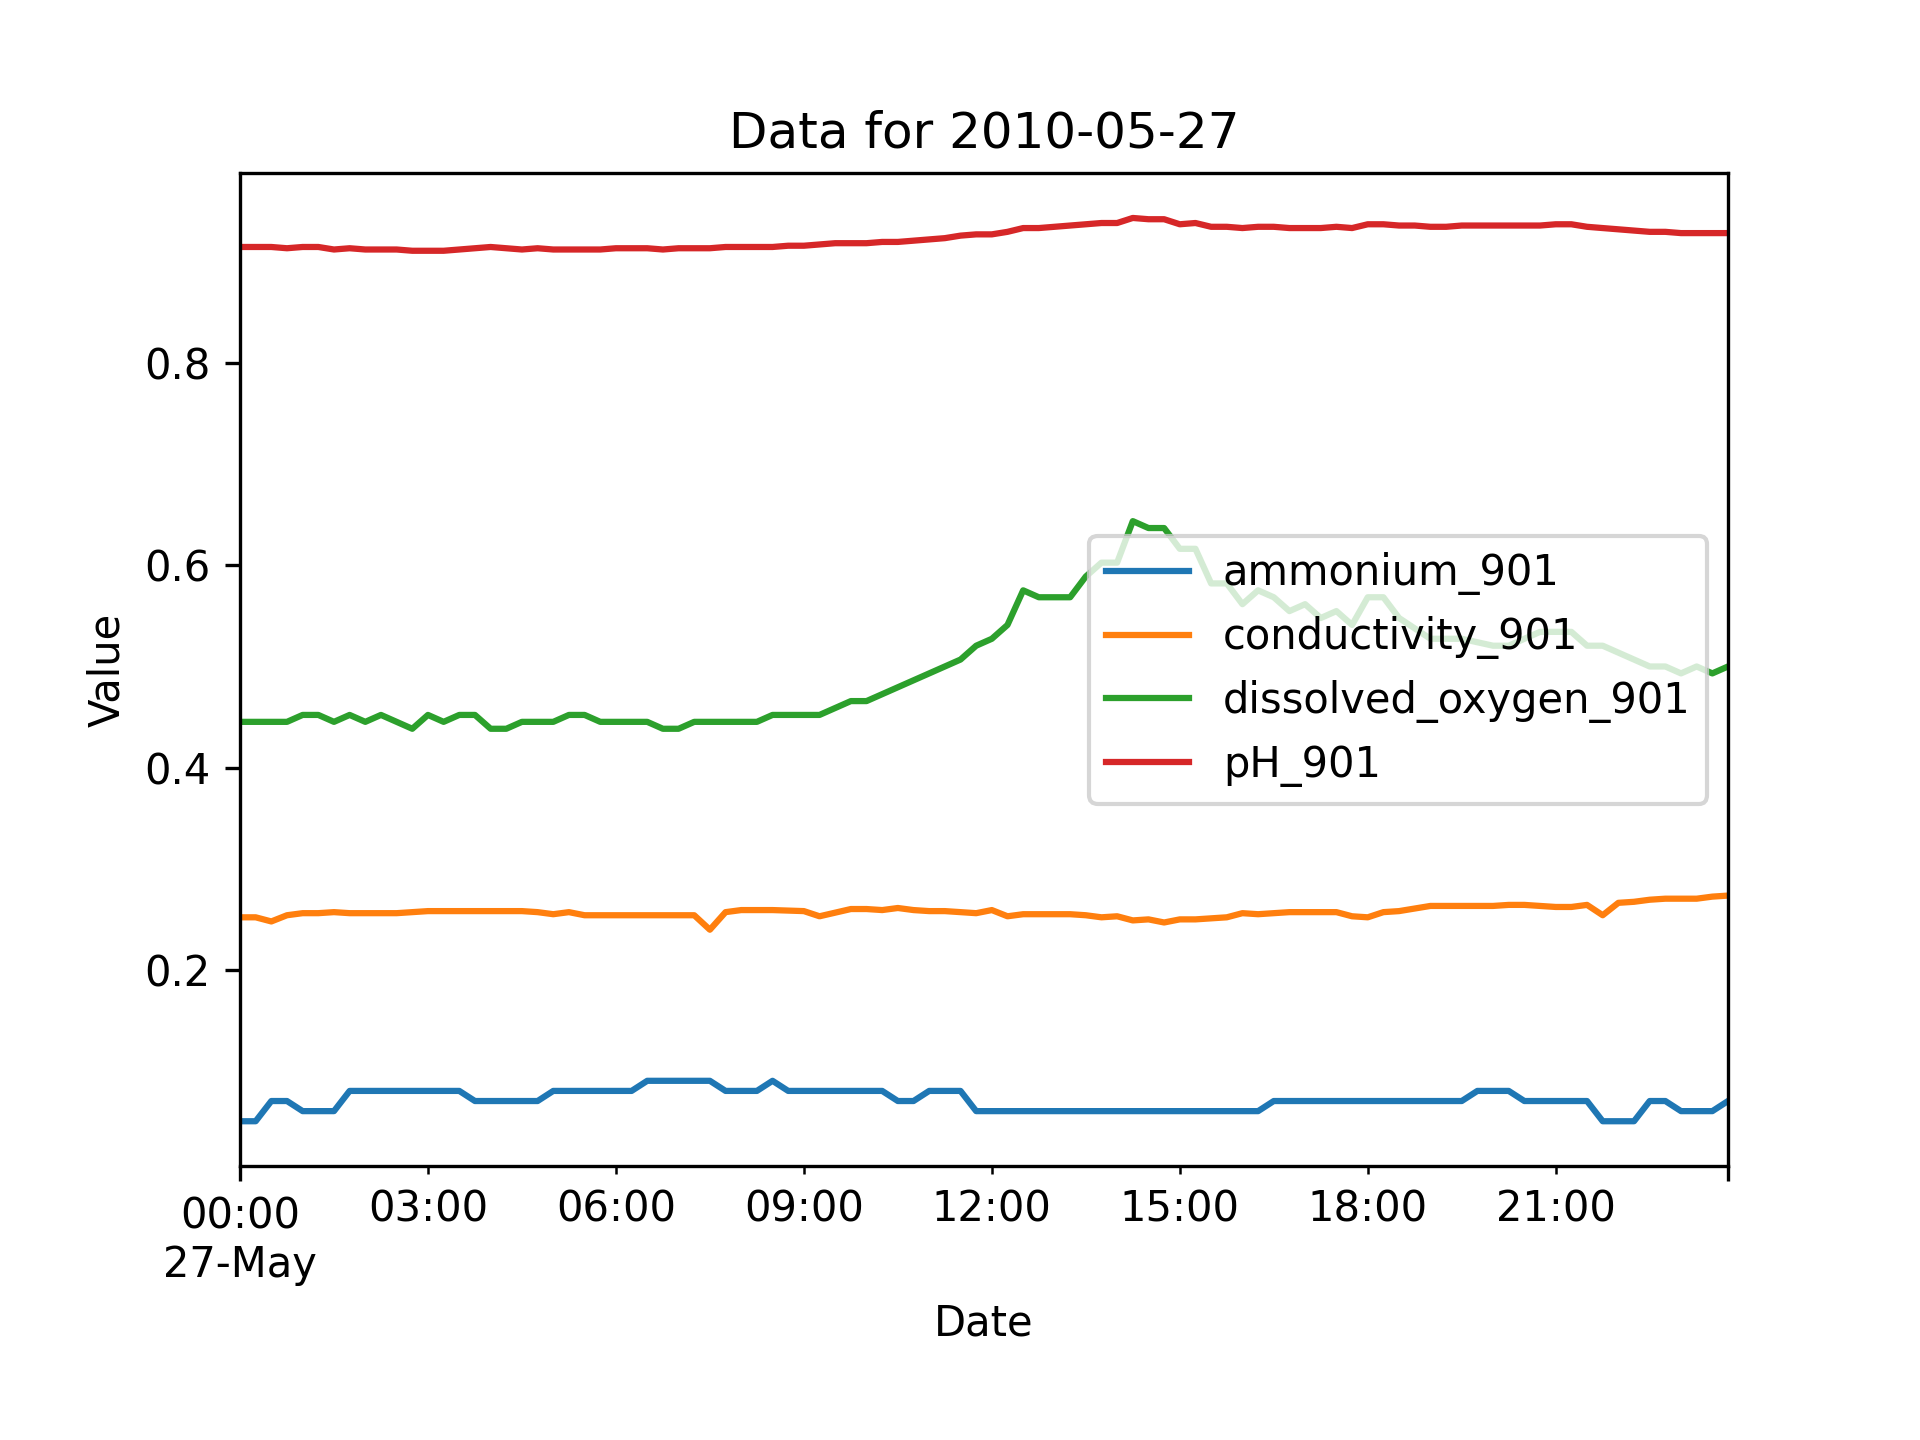 Data for 2010-05-27
Value
0.8
0.6
0.4
0.2
ammonium_901
conductivity_901
dissolved_oxygen_901
pH_901
00:00 03:00 06:00 09:00 12:00 15:00 18:00 21:00
27-May
Date